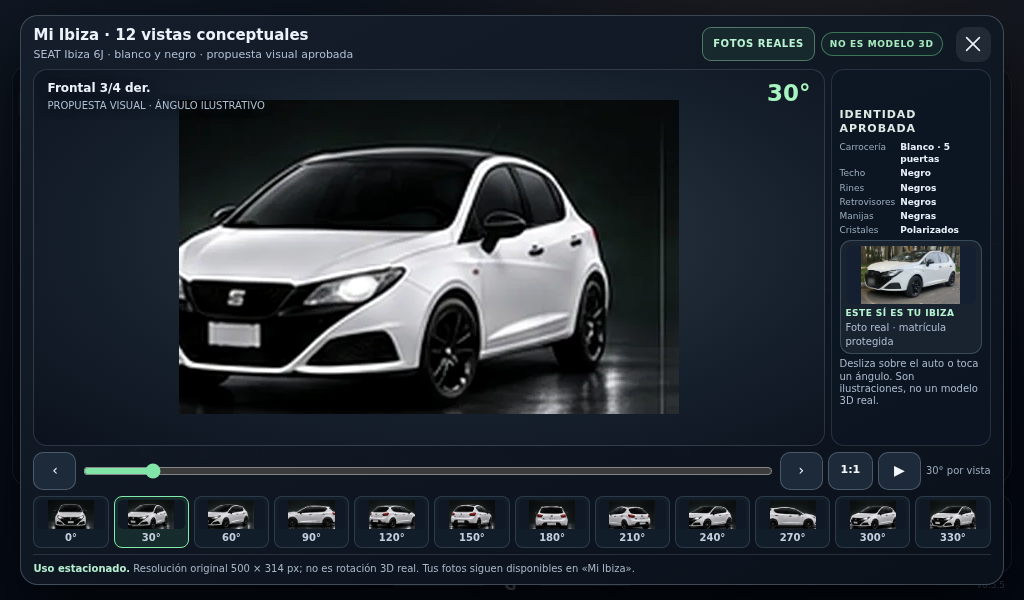 Mi Ibiza · 12 vistas conceptuales
SEAT Ibiza 6J · blanco y negro · propuesta visual aprobada
FOTOS REALES
NO ES MODELO 3D
Frontal 3/4 der.
PROPUESTA VISUAL · ÁNGULO ILUSTRATIVO
30°
IDENTIDAD
APROBADA
Carrocería Blanco · 5
puertas
Techo Negro
Rines Negros
Retrovisores Negros
Manijas Negras
Cristales Polarizados
ESTE SÍ ES TU IBIZA
Foto real · matrícula
protegida
Desliza sobre el auto o toca
un ángulo. Son
ilustraciones, no un modelo
3D real.
‹
›
1:1
▶
30° por vista
0°
30°
60°
90°
120°
150°
180°
210°
240°
270°
300°
330°
Uso estacionado. Resolución original 500 × 314 px; no es rotación 3D real. Tus fotos siguen disponibles en «Mi Ibiza».